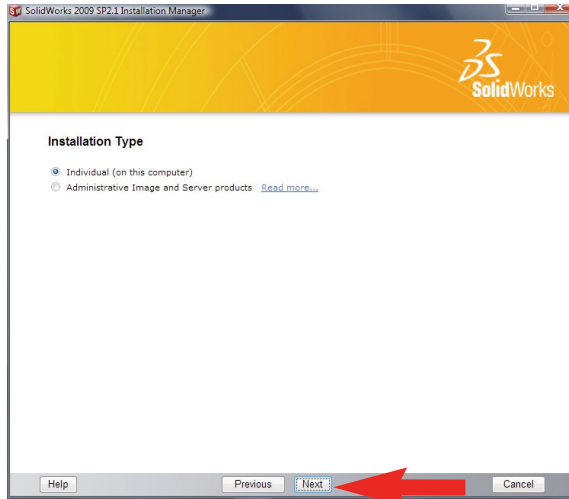 SolidWorks 2009 SP2.1 Installation Manager
SolidWorks
Installation Type
Individual (on this computer)
Administrative Image and Server products Read more...
Help Previous Next Cancel